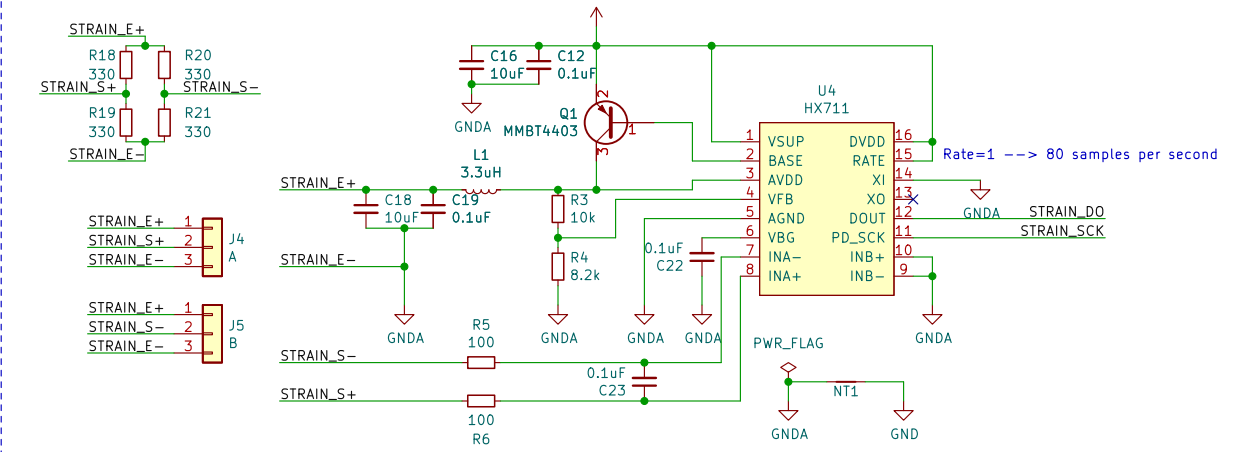 STRAIN_E+
R18
330
R20
330
STRAIN_S+
STRAIN_S-
R19
330
R21
330
STRAIN_E-
C16
10uF
C12
0.1uF
GNDA
Q1
MMBT4403
2
1
3
L1
3.3uH
STRAIN_E+
C18
10uF
C19
0.1uF
R3
10k
R4
8.2k
STRAIN_E-
GNDA
GNDA
GNDA
GNDA
0.1uF
C22
U4
HX711
1 VSUP
2 BASE
3 AVDD
4 VFB
5 AGND
6 VBG
7 INA-
8 INA+
DVDD 16
RATE 15
XI 14
XO 13
DOUT 12
PD_SCK 11
INB+ 10
INB- 9
Rate=1 --> 80 samples per second
GNDA
STRAIN_DO
STRAIN_SCK
GNDA
STRAIN_E+ 1
STRAIN_S+ 2
STRAIN_E- 3
J4
A
STRAIN_E+ 1
STRAIN_S- 2
STRAIN_E- 3
J5
B
R5
100
STRAIN_S-
0.1uF
C23
STRAIN_S+
100
R6
PWR_FLAG
NT1
GNDA
GND